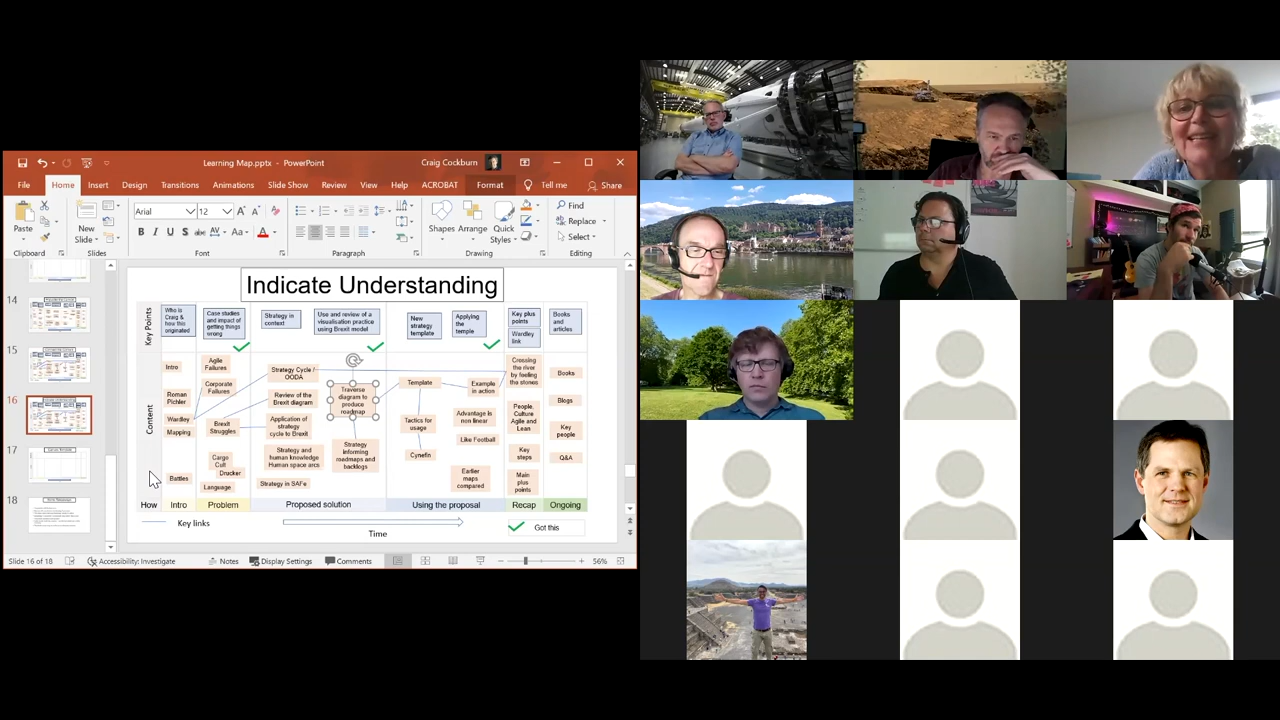 Learning Map.pptx - PowerPoint
Craig Cockburn
File Home Insert Design Transitions Animations Slide Show Review View Help ACROBAT Format Tell me Share
Paste
New
Slide
Arial 12
B I U S
Shapes Arrange Quick
Styles
Find
Replace
Select
Clipboard Slides Font Paragraph Drawing Editing
14
15
16
17
18
Indicate Understanding
Key Points
Who is
Craig &
how this
originated
Case studies
and impact of
getting things
wrong
Strategy in
context
Use and review of a
visualisation practice
using Brexit model
New
strategy
template
Applying
the
temple
Key plus
points
Wardley
link
Books
and
articles
Content
Intro
Roman
Pichler
Wardley
Mapping
Battles
Agile
Failures
Corporate
Failures
Brexit
Struggles
Cargo
Cult
Drucker
Language
Strategy Cycle /
OODA
Review of the
Brexit diagram
Application of
strategy
cycle to Brexit
Strategy and
human knowledge
Human space arcs
Strategy in SAFe
Traverse
diagram to
produce
roadmap
Strategy
informing
roadmaps and
backlogs
Template
Tactics for
usage
Cynefin
Example
in action
Advantage is
non linear
Like Football
Earlier
maps
compared
Crossing
the river
by feeling
the stones
People,
Culture
Agile and
Lean
Key
steps
Main
plus
points
Books
Blogs
Key
people
Q&A
How Intro Problem Proposed solution Using the proposal Recap Ongoing
Key links
Time
Got this
Slide 16 of 18
Accessibility: Investigate
Notes Display Settings Comments
56%